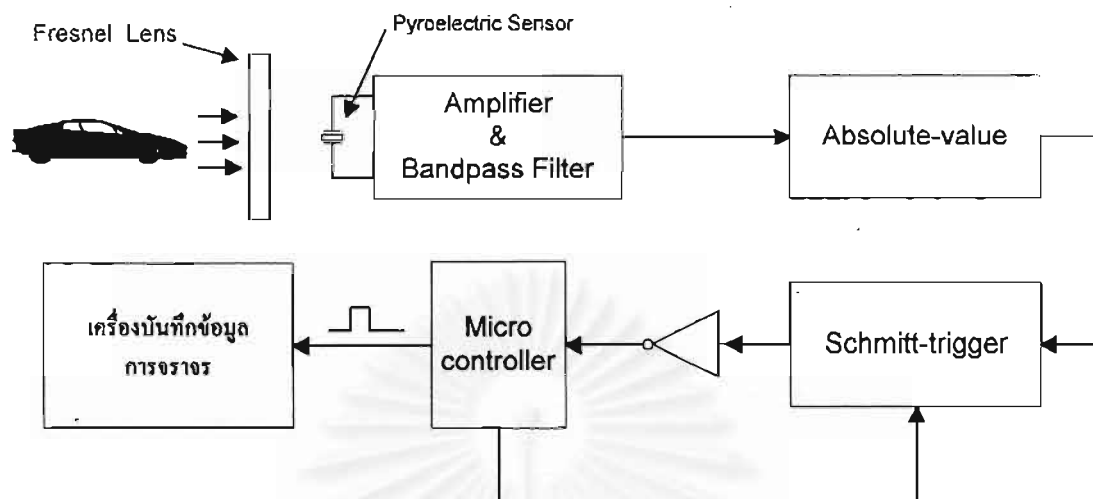 Fresnel Lens
Pyroelectric Sensor
Amplifier
&
Bandpass Filter
Absolute-value
เครื่องบันทึกข้อมูล
การจราจร
Micro
controller
Schmitt-trigger